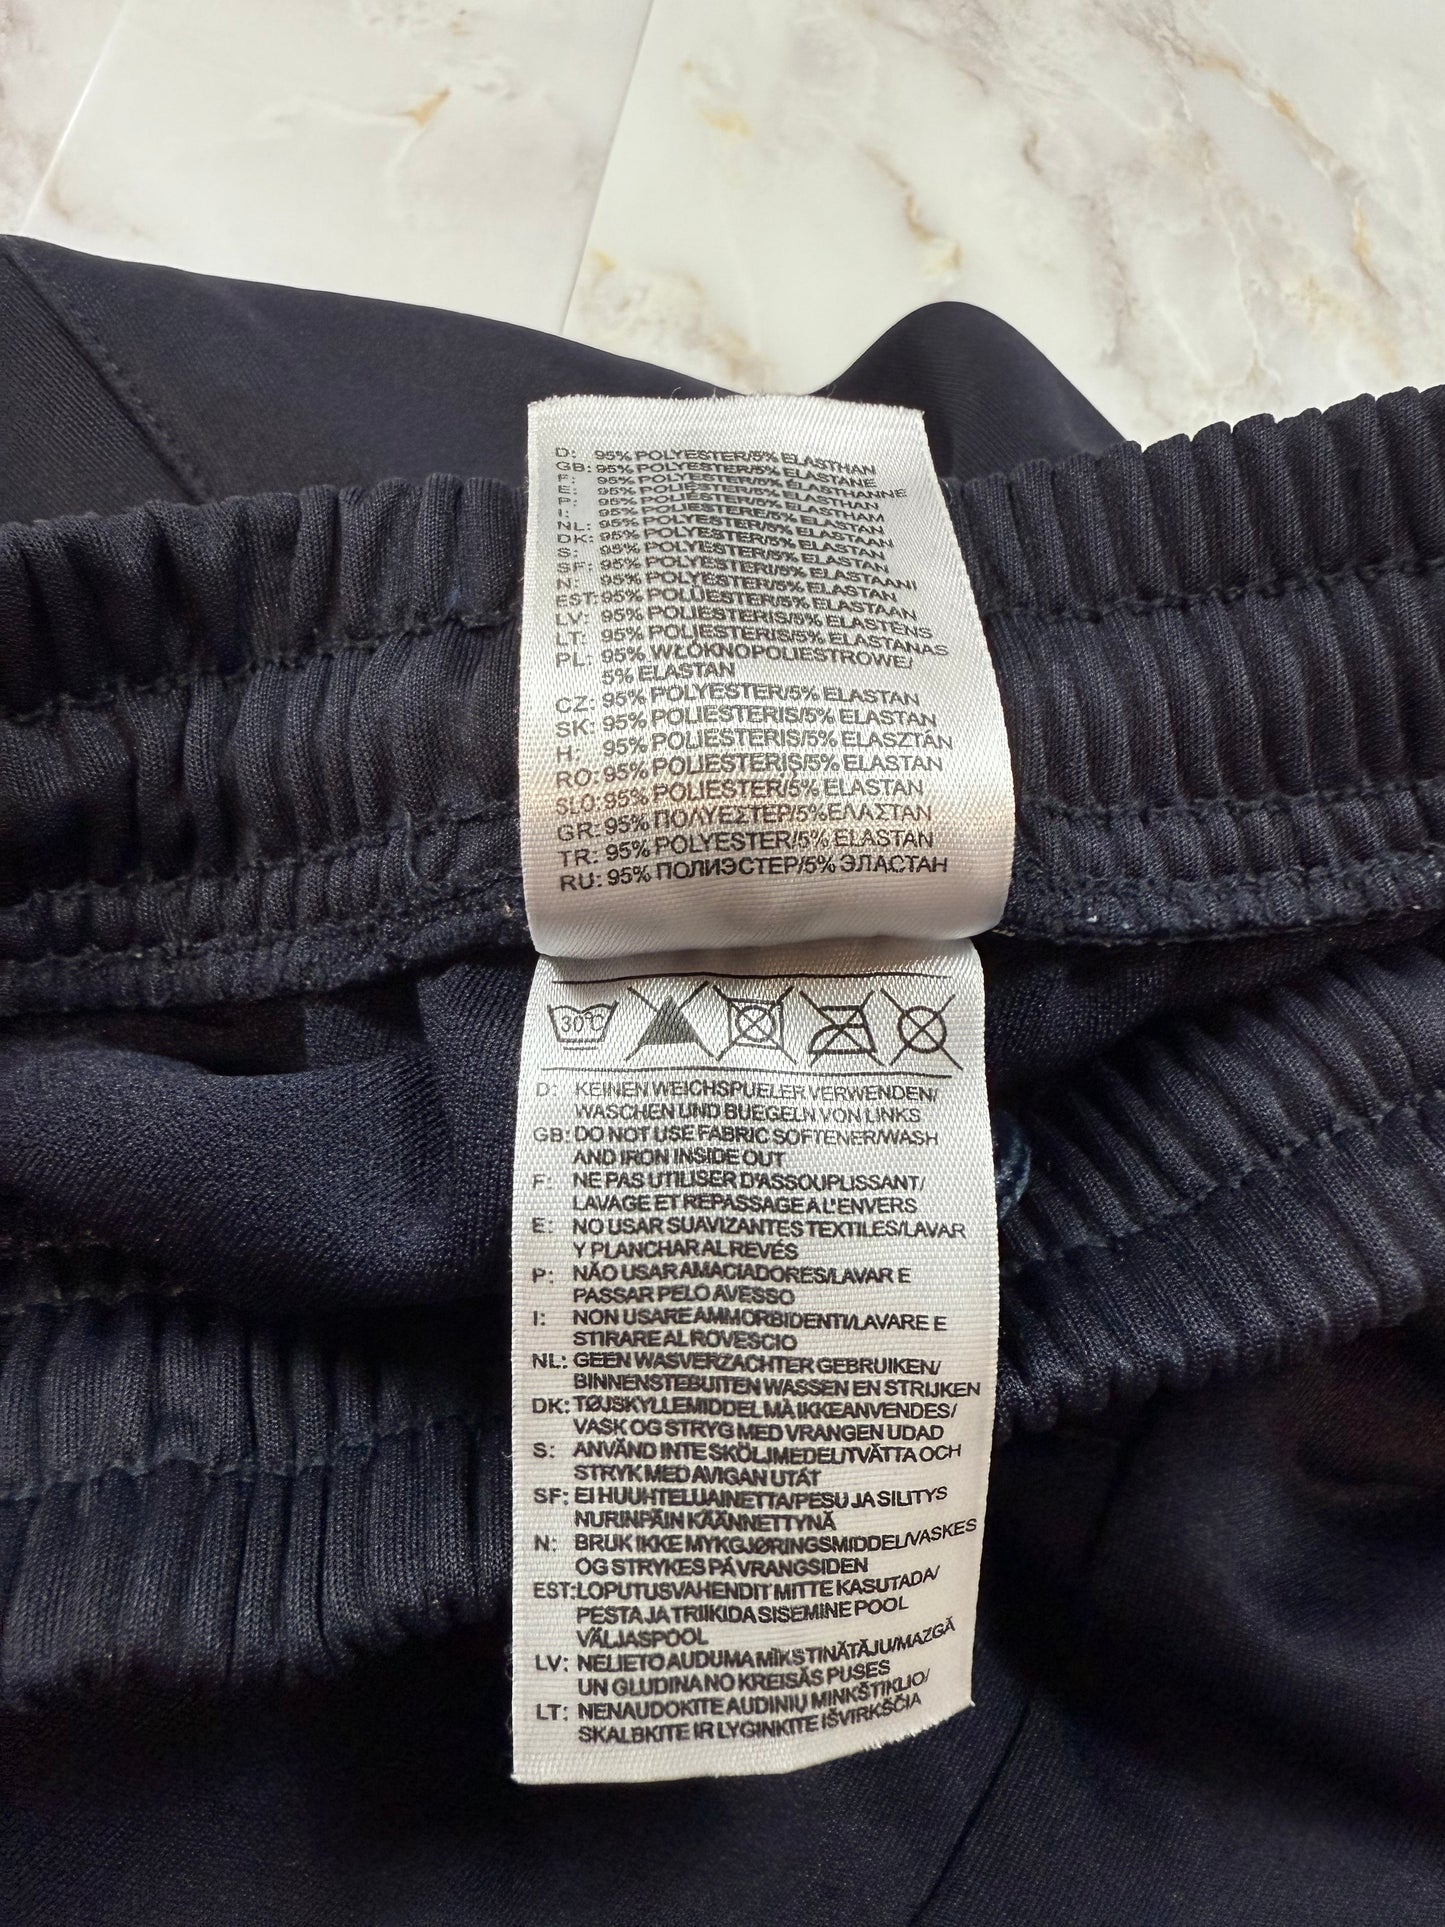 D: 95% POLYESTER/5% ELASTHAN
GB: 95% POLYESTER/5% ELASTANE
F: 95% POLYESTER/5% ÉLASTHANNE
E: 95% POLIÉSTER/5% ELASTHAN
P: 95% POLIÉSTER/5% ELASTHAM
I: 95% POLIESTERE/5% ELASTAN
NL: 95% POLYESTER/5% ELASTAAN
DK: 95% POLYESTER/5% ELASTAN
S: 95% POLYESTER/5% ELASTAN
SF: 95% POLYESTER/5% ELASTAANI
N: 95% POLYESTER/5% ELASTAN
EST: 95% POLÜESTER/5% ELASTAAN
LV: 95% POLIESTERIS/5% ELASTĒNS
LT: 95% POLIESTERIS/5% ELASTANAS
PL: 95% WŁÓKNO POLIESTROWE/
5% ELASTAN
CZ: 95% POLYESTER/5% ELASTAN
SK: 95% POLIESTERIS/5% ELASTAN
H: 95% POLIESTERIS/5% ELASZTÁN
RO: 95% POLIESTERIS/5% ELASTAN
SLO: 95% POLIESTER/5% ELASTAN
GR: 95% ΠΟΛΥΕΣΤΕΡ/5% ΕΛΑΣΤΑΝ
TR: 95% POLYESTER/5% ELASTAN
RU: 95% ПОЛИЭСТЕР/5% ЭЛАСТАН
30°C
D: KEINEN WEICHSPUELER VERWENDEN/
WASCHEN UND BUEGELN VON LINKS
GB: DO NOT USE FABRIC SOFTENER/WASH
AND IRON INSIDE OUT
F: NE PAS UTILISER D'ASSOUPLISSANT/
LAVAGE ET REPASSAGE A L'ENVERS
E: NO USAR SUAVIZANTES TEXTILES/LAVAR
Y PLANCHAR AL REVÉS
P: NÃO USAR AMACIADORES/LAVAR E
PASSAR PELO AVESSO
I: NON USARE AMMORBIDENTI/LAVARE E
STIRARE AL ROVESCIO
NL: GEEN WASVERZACHTER GEBRUIKEN/
BINNENSTEBUITEN WASSEN EN STRIJKEN
DK: TØJSKYLLEMIDDEL MÅ IKKE ANVENDES/
VASK OG STRYG MED VRANGEN UDAD
S: ANVÄND INTE SKÖLJMEDEL/TVÄTTA OCH
STRYK MED AVIGAN UTÅT
SF: EI HUUHTELUAINETTA/PESU JA SILITYS
NURINPÄIN KÄÄNNETTYNÄ
N: BRUK IKKE MYKGJØRINGSMIDDEL/VASKES
OG STRYKES PÅ VRANGSIDEN
EST: LOPUTUSVAHENDIT MITTE KASUTADA/
PESTA JA TRIIKIDA SISEMINE POOL
VÄLJASPOOL
LV: NELIETO AUDUMA MĪKSTINĀTĀJU/MAZGĀ
UN GLUDINA NO KREISĀS PUSES
LT: NENAUDOKITE AUDINIŲ MINKŠTIKLIO/
SKALBKITE IR LYGINKITE IŠVIRKŠČIA